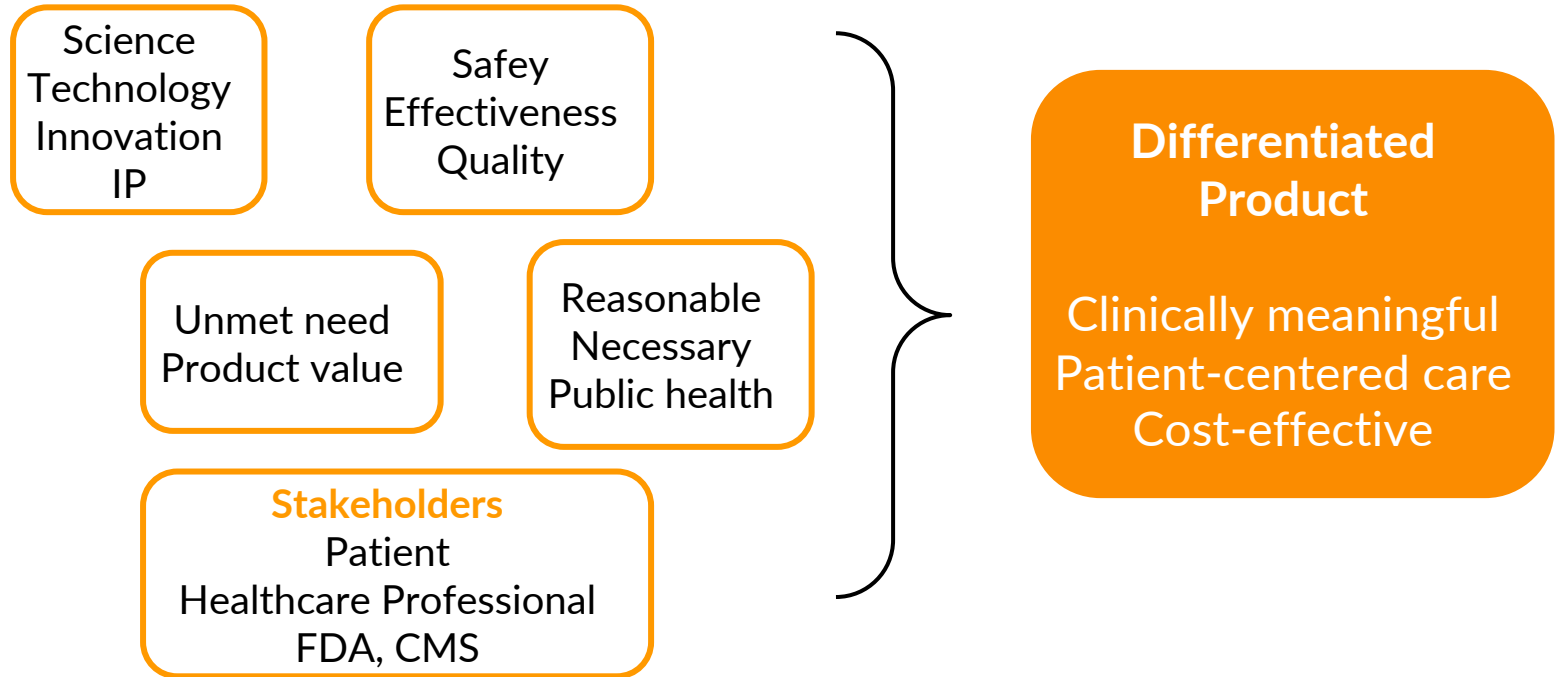 Science
Technology
Innovation
IP
Safey
Effectiveness
Quality
Unmet need
Product value
Reasonable
Necessary
Public health
Stakeholders
Patient
Healthcare Professional
FDA, CMS
Differentiated
Product
Clinically meaningful
Patient-centered care
Cost-effective